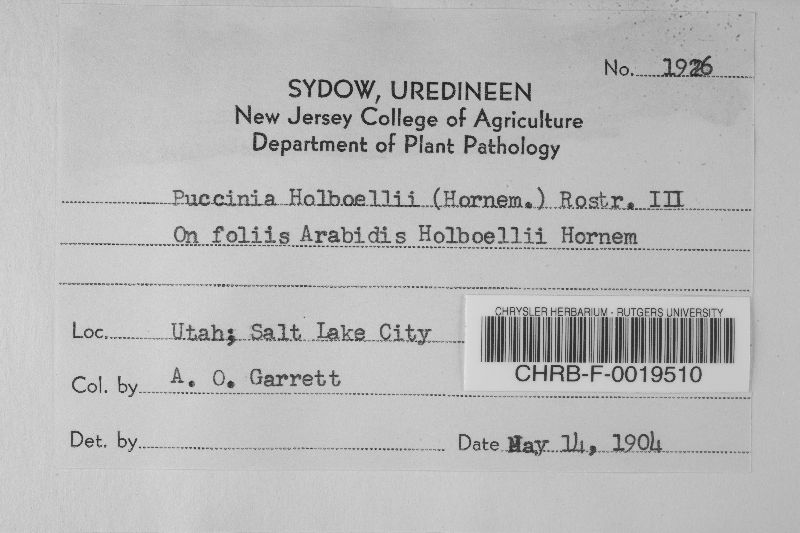 No. 1926
SYDOW, UREDINEEN
New Jersey College of Agriculture
Department of Plant Pathology
Puccinia Holboellii (Hornem.) Rostr. III
On foliis Arabidis Holboellii Hornem
Loc. Utah; Salt Lake City
CHRYSLER HERBARIUM - RUTGERS UNIVERSITY
CHRB-F-0019510
Col. by A. O. Garrett
Det. by
Date May 14, 1904